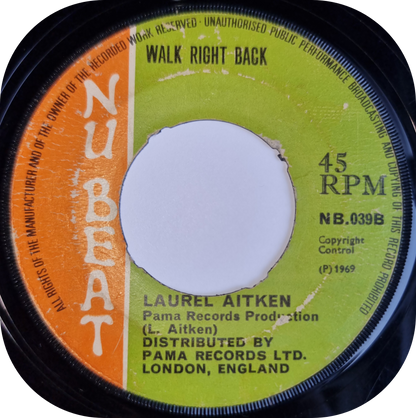 ALL RIGHTS OF THE MANUFACTURER AND OF THE OWNER OF THE RECORDED WORK RESERVED · UNAUTHORISED PUBLIC PERFORMANCE BROADCASTING AND COPYING OF THIS RECORD PROHIBITED
WALK RIGHT BACK
NU BEAT
45
RPM
NB.039B
Copyright
Control
(P) 1969
LAUREL AITKEN
Pama Records Production
(L. Aitken)
DISTRIBUTED BY
PAMA RECORDS LTD.
LONDON, ENGLAND